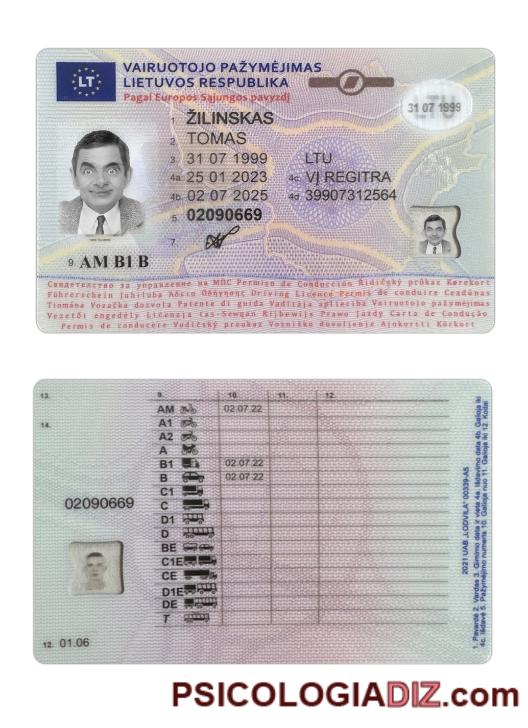 LT
VAIRUOTOJO PAŽYMĖJIMAS
LIETUVOS RESPUBLIKA
Pagal Europos Sąjungos pavyzdį
LTU
31 07 1999
1. ŽILINSKAS
2. TOMAS
3. 31 07 1999 LTU
4a. 25 01 2023 4c. VĮ REGITRA
4b. 02 07 2025 4d. 39907312564
5. 02090669
7.
9. AM B1 B
Свидетелство за управление на МПС Permiso de Conducción Řidičský průkaz Kørekort
Führerschein Juhiluba Άδεια Οδήγησης Driving Licence Permis de conduire Ceadúnas
Tiomána Vozačka dozvola Patente di guida Vadītāja apliecība Vairuotojo pažymėjimas
Vezetői engedély Liċenzja tas-Sewqan Rijbewijs Prawo Jazdy Carta de Condução
Permis de conducere Vodičský preukaz Vozniško dovoljenje Ajokortti Körkort
13. 9. 10. 11. 12.
AM 02.07.22
14. A1
A2
A
B1 02.07.22
B 02.07.22
C1
02090669
C
D1
D
BE
C1E
CE
D1E
DE
T
12. 01.06
2021 UAB „LODVILA“ 00339-A5
1. Pavardė 2. Vardas 3. Gimimo data ir vieta 4a. Išdavimo data 4b. Galioja iki
4c. Išdavė 5. Pažymėjimo numeris 10. Galioja nuo 11. Galioja iki 12. Kodai
PSICOLOGIADIZ.com